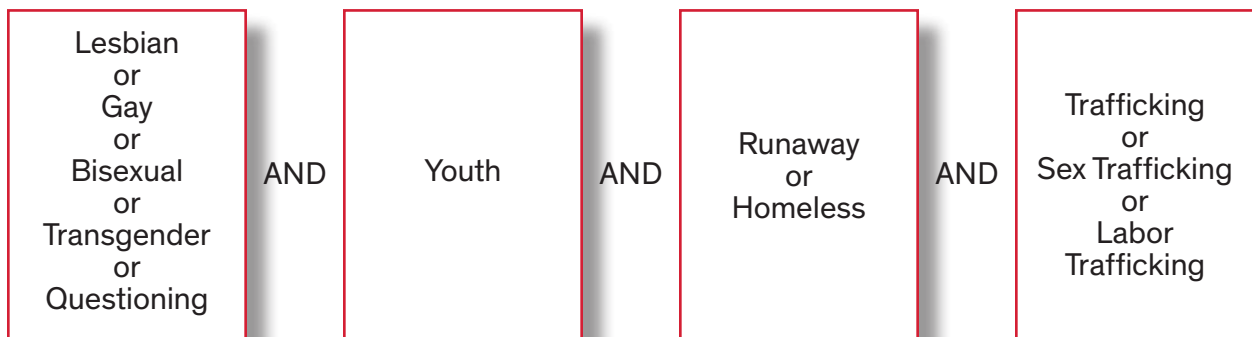 Lesbian
or
Gay
or
Bisexual
or
Transgender
or
Questioning
AND
Youth
AND
Runaway
or
Homeless
AND
Trafficking
or
Sex Trafficking
or
Labor
Trafficking